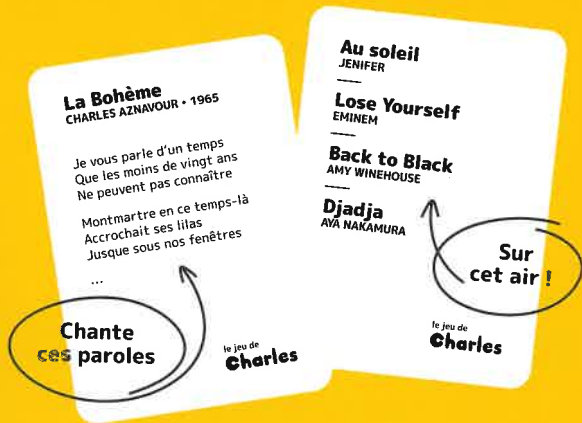 La Bohème
CHARLES AZNAVOUR • 1965
Je vous parle d'un temps
Que les moins de vingt ans
Ne peuvent pas connaître
Montmartre en ce temps-là
Accrochait ses lilas
Jusque sous nos fenêtres
...
Chante
ces paroles
le jeu de
Charles
Au soleil
JENIFER
Lose Yourself
EMINEM
Back to Black
AMY WINEHOUSE
Djadja
AYA NAKAMURA
Sur
cet air !
le jeu de
Charles